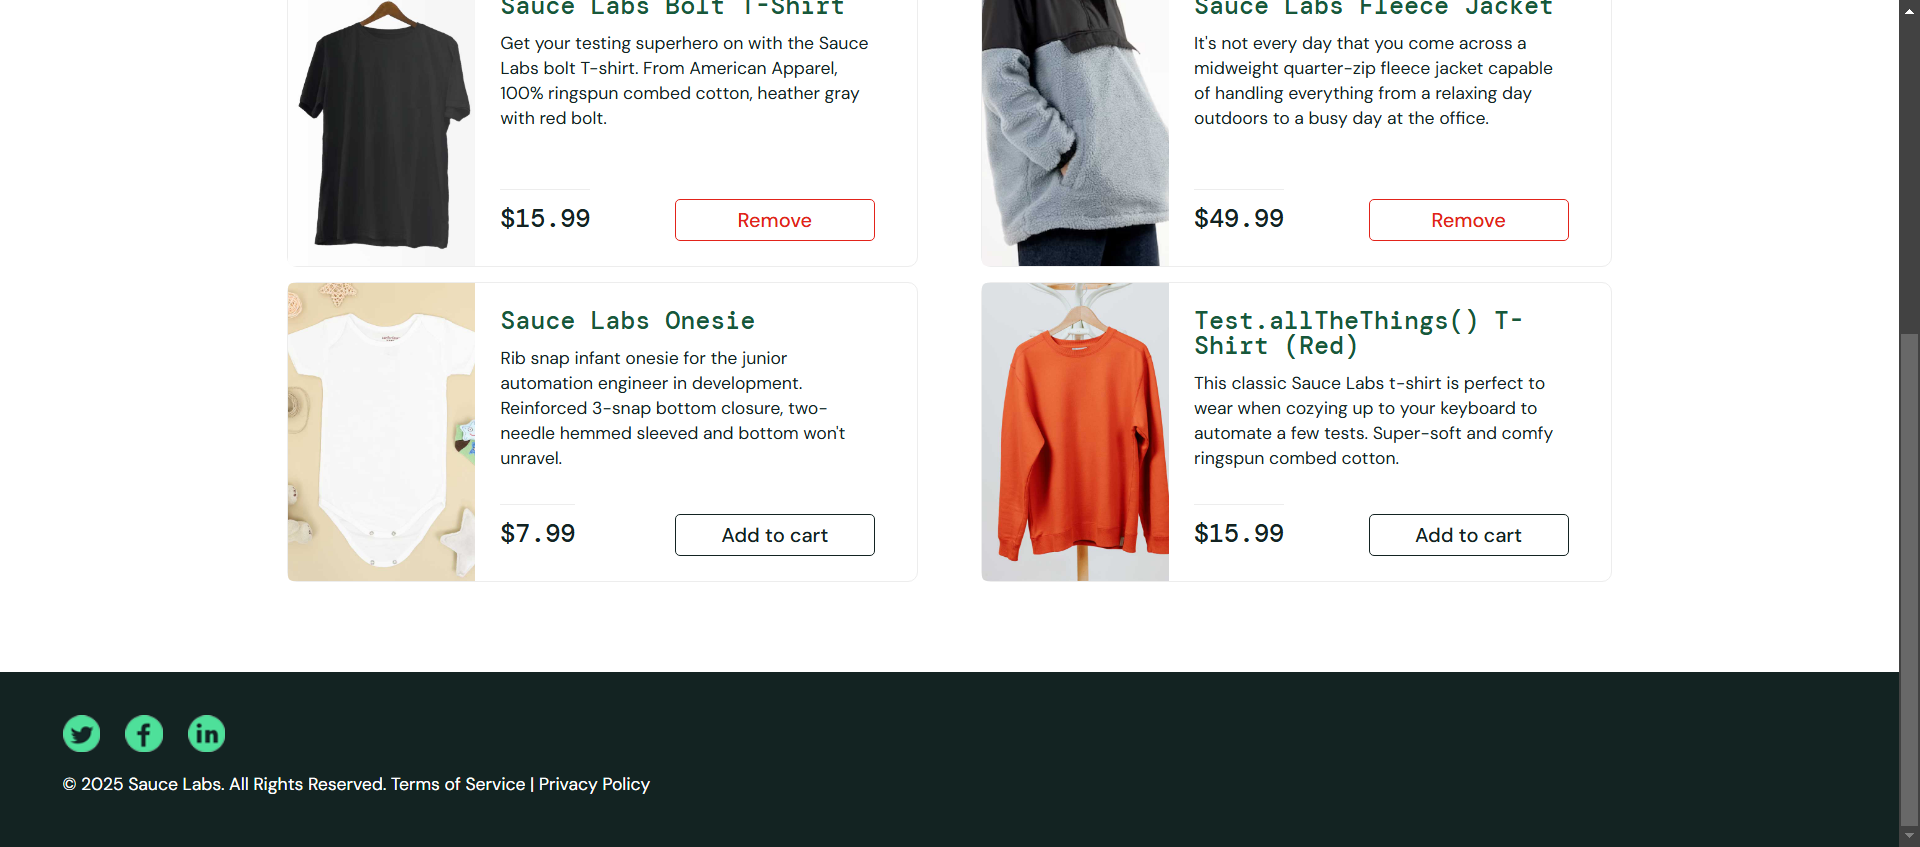 Sauce Labs Bolt T-Shirt
Get your testing superhero on with the Sauce
Labs bolt T-shirt. From American Apparel,
100% ringspun combed cotton, heather gray
with red bolt.
$15.99
Remove
Sauce Labs Fleece Jacket
It's not every day that you come across a
midweight quarter-zip fleece jacket capable
of handling everything from a relaxing day
outdoors to a busy day at the office.
$49.99
Remove
Sauce Labs Onesie
Rib snap infant onesie for the junior
automation engineer in development.
Reinforced 3-snap bottom closure, two-
needle hemmed sleeved and bottom won't
unravel.
$7.99
Add to cart
Test.allTheThings() T-
Shirt (Red)
This classic Sauce Labs t-shirt is perfect to
wear when cozying up to your keyboard to
automate a few tests. Super-soft and comfy
ringspun combed cotton.
$15.99
Add to cart
© 2025 Sauce Labs. All Rights Reserved. Terms of Service | Privacy Policy